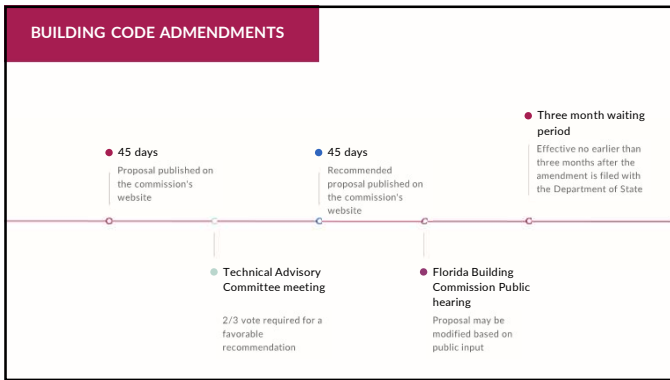 BUILDING CODE ADMENDMENTS
45 days
Proposal published on
the commission's
website
Technical Advisory
Committee meeting
2/3 vote required for a
favorable
recommendation
45 days
Recommended
proposal published on
the commission's
website
Florida Building
Commission Public
hearing
Proposal may be
modified based on
public input
Three month waiting
period
Effective no earlier than
three months after the
amendment is filed with
the Department of State